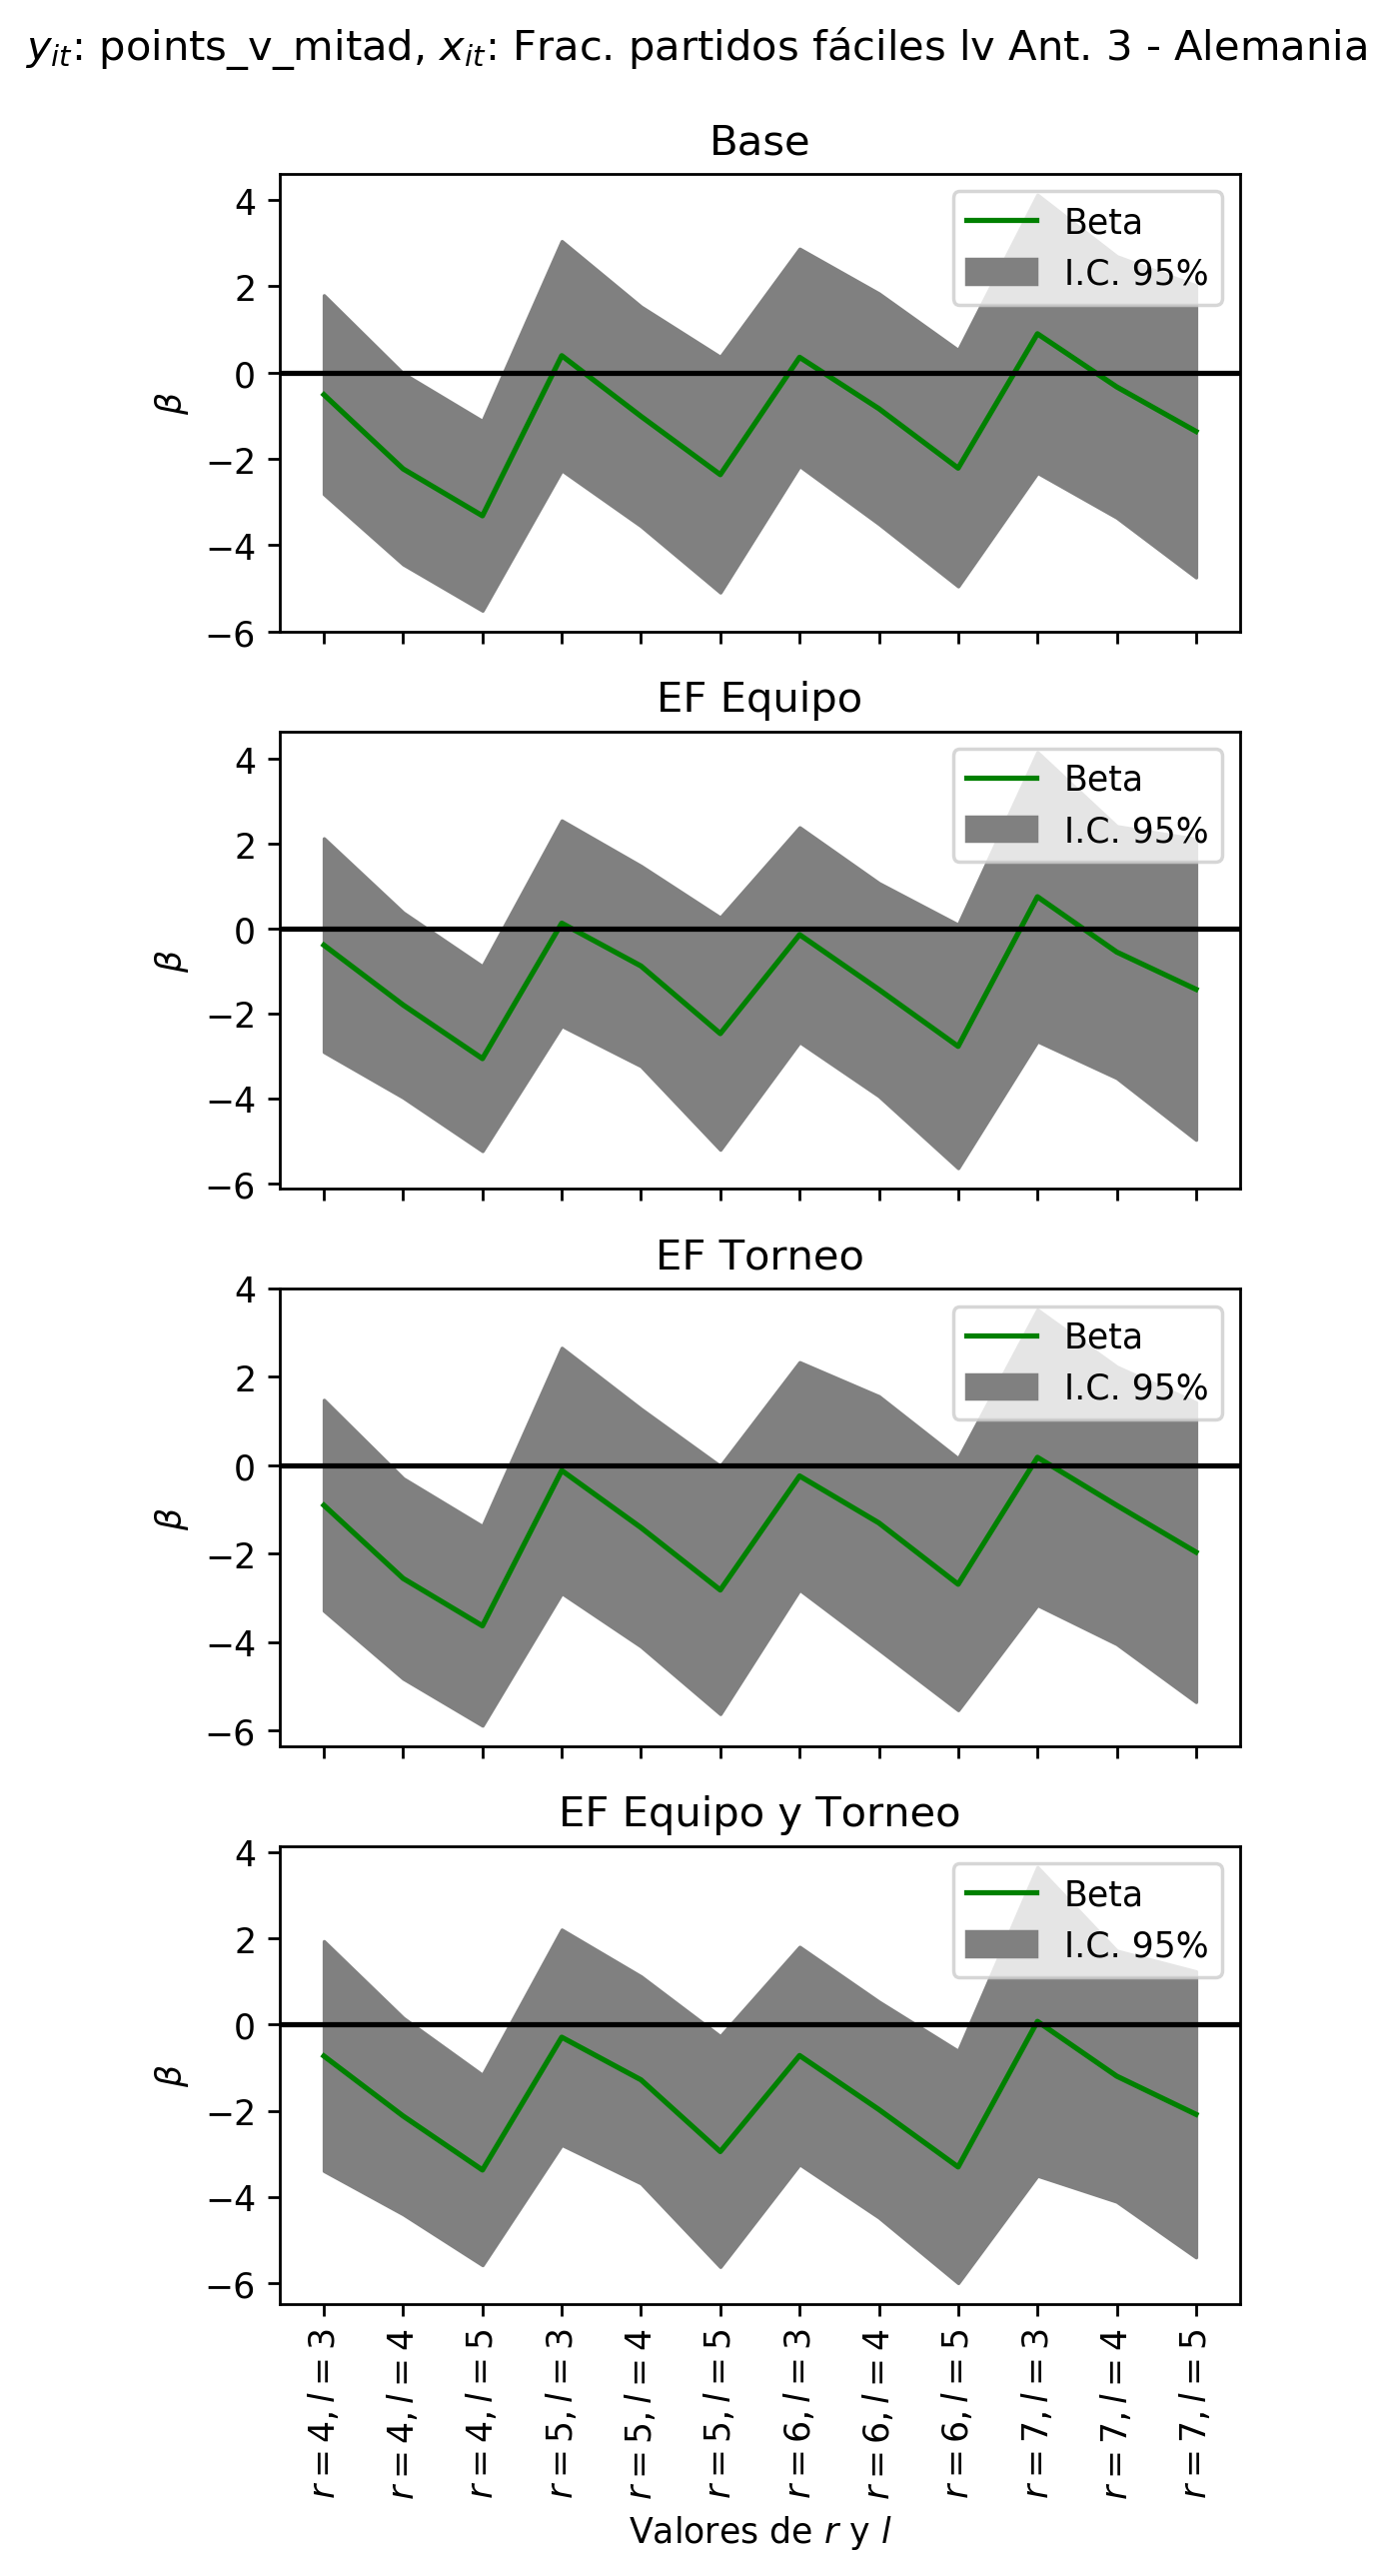 y_it: points_v_mitad, x_it: Frac. partidos fáciles lv Ant. 3 - Alemania
Base
4
2
0
−2
−4
−6
β
Beta
I.C. 95%
EF Equipo
4
2
0
−2
−4
−6
β
Beta
I.C. 95%
EF Torneo
4
2
0
−2
−4
−6
β
Beta
I.C. 95%
EF Equipo y Torneo
4
2
0
−2
−4
−6
β
Beta
I.C. 95%
r = 4, l = 3
r = 4, l = 4
r = 4, l = 5
r = 5, l = 3
r = 5, l = 4
r = 5, l = 5
r = 6, l = 3
r = 6, l = 4
r = 6, l = 5
r = 7, l = 3
r = 7, l = 4
r = 7, l = 5
Valores de r y l